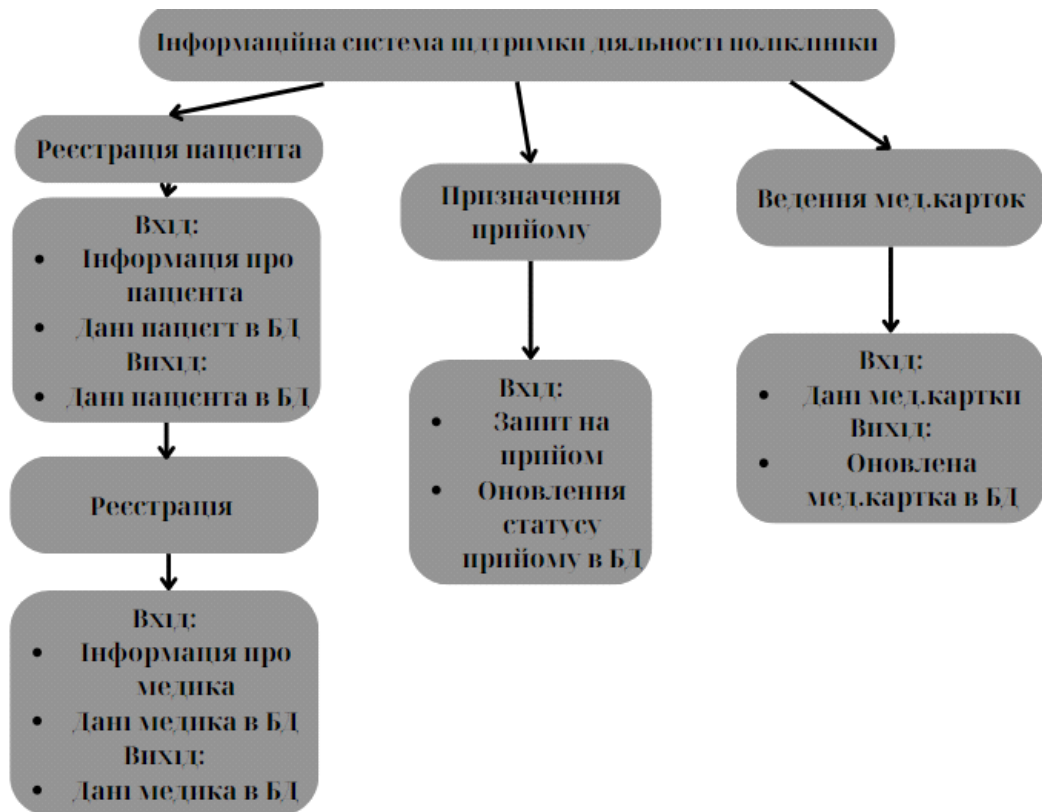 Інформаційна система підтримки діяльності поліклініки
Реєстрація пацієнта
Вхід:
• Інформація про
пацієнта
• Дані пацієгт в БД
Вихід:
• Дані пацієнта в БД
Реєстрація
Вхід:
• Інформація про
медика
• Дані медика в БД
Вихід:
• Дані медика в БД
Призначення
прийому
Вхід:
• Запит на
прийом
• Оновлення
статусу
прийому в БД
Ведення мед.карток
Вхід:
• Дані мед.картки
Вихід:
• Оновлена
мед.картка в БД